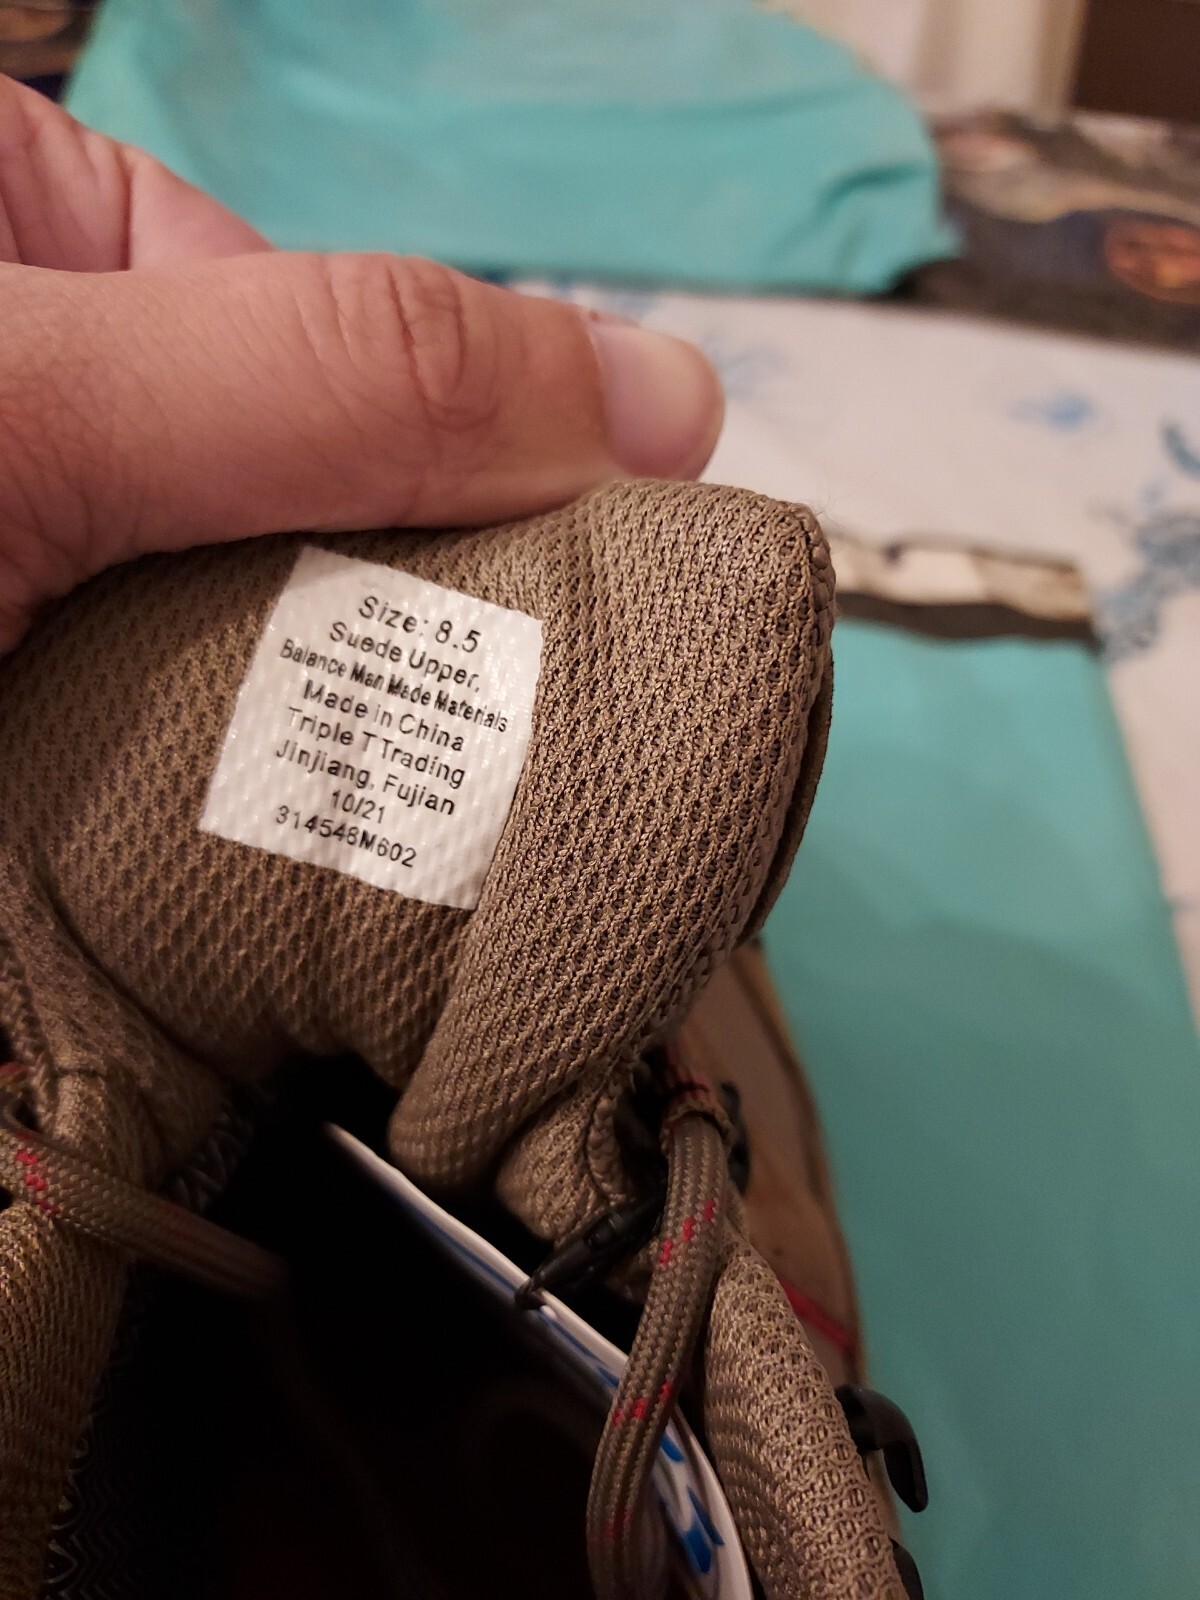 Size: 8.5
Suede Upper,
Balance Man Made Materials
Made in China
Triple T Trading
Jinjiang, Fujian
10/21
314548M602